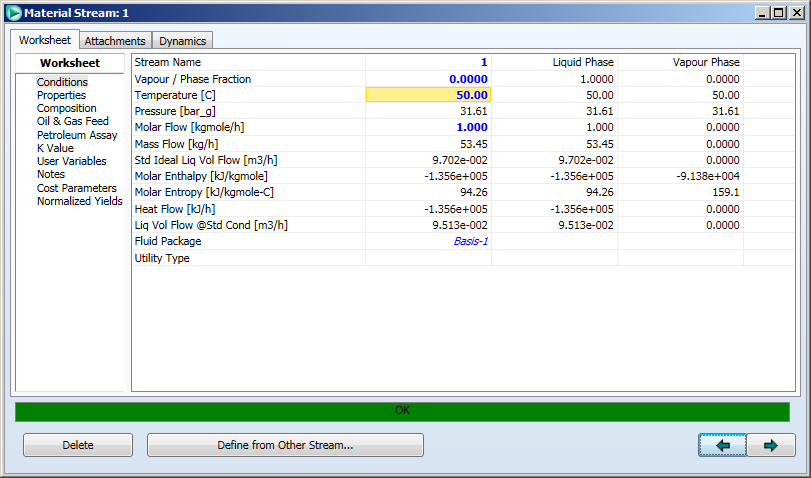 Material Stream: 1
Worksheet Attachments Dynamics
Worksheet
Conditions
Properties
Composition
Oil & Gas Feed
Petroleum Assay
K Value
User Variables
Notes
Cost Parameters
Normalized Yields
Stream Name 1 Liquid Phase Vapour Phase
Vapour / Phase Fraction 0.0000 1.0000 0.0000
Temperature [C] 50.00 50.00 50.00
Pressure [bar_g] 31.61 31.61 31.61
Molar Flow [kgmole/h] 1.000 1.000 0.0000
Mass Flow [kg/h] 53.45 53.45 0.0000
Std Ideal Liq Vol Flow [m3/h] 9.702e-002 9.702e-002 0.0000
Molar Enthalpy [kJ/kgmole] -1.356e+005 -1.356e+005 -9.138e+004
Molar Entropy [kJ/kgmole-C] 94.26 94.26 159.1
Heat Flow [kJ/h] -1.356e+005 -1.356e+005 0.0000
Liq Vol Flow @Std Cond [m3/h] 9.513e-002 9.513e-002 0.0000
Fluid Package Basis-1
Utility Type
OK
Delete Define from Other Stream...